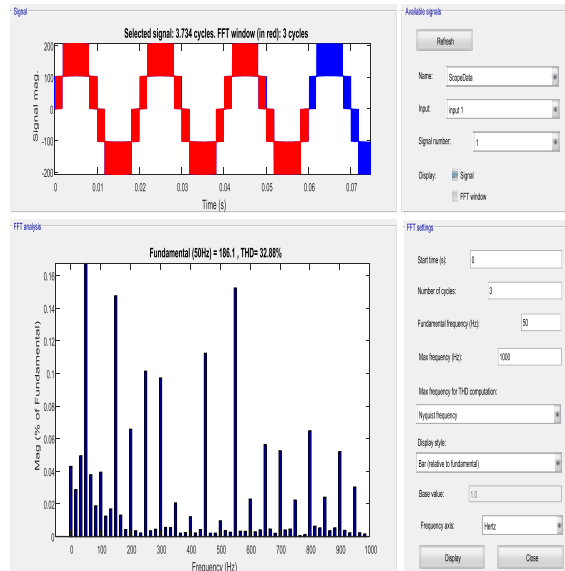 Signal
Selected signal: 3.734 cycles. FFT window (in red): 3 cycles
200
100
0
-100
-200
Signal mag.
0 0.01 0.02 0.03 0.04 0.05 0.06 0.07
Time (s)
Available signals
Refresh
Name: ScopeData
Input: input 1
Signal number: 1
Display: Signal
FFT window
FFT analysis
Fundamental (50Hz) = 186.1 , THD= 32.88%
0.16
0.14
0.12
0.1
0.08
0.06
0.04
0.02
0
Mag (% of Fundamental)
0 100 200 300 400 500 600 700 800 900 1000
Frequency (Hz)
FFT settings
Start time (s): 0
Number of cycles: 3
Fundamental frequency (Hz): 50
Max frequency (Hz): 1000
Max frequency for THD computation:
Nyquist frequency
Display style:
Bar (relative to fundamental)
Base value: 1.0
Frequency axis: Hertz
Display Close